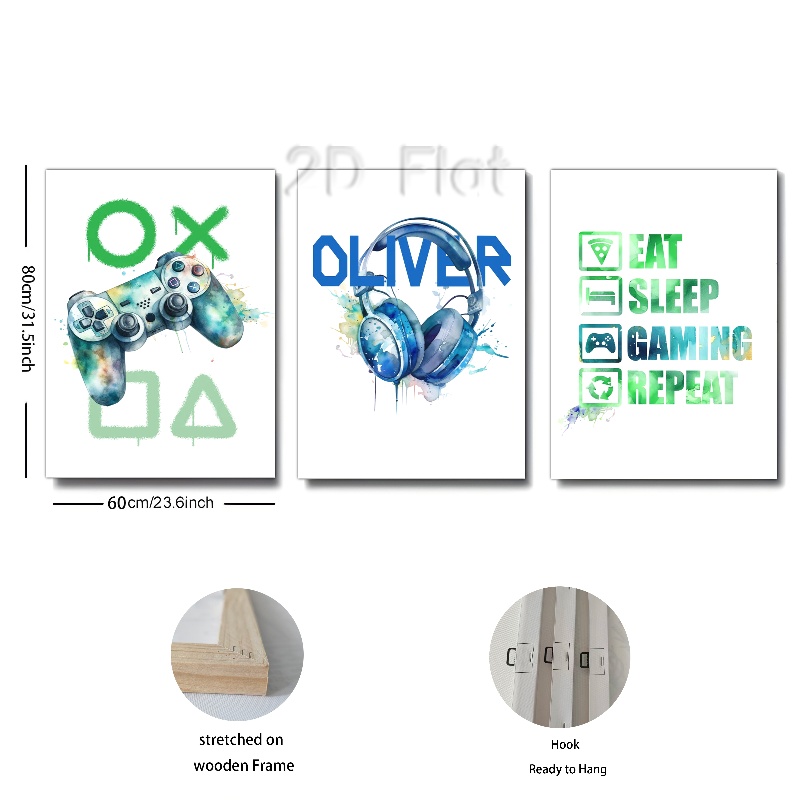 2D Flat
OLIVER
EAT
SLEEP
GAMING
REPEAT
80cm/31.5inch
60cm/23.6inch
stretched on
wooden Frame
Hook
Ready to Hang